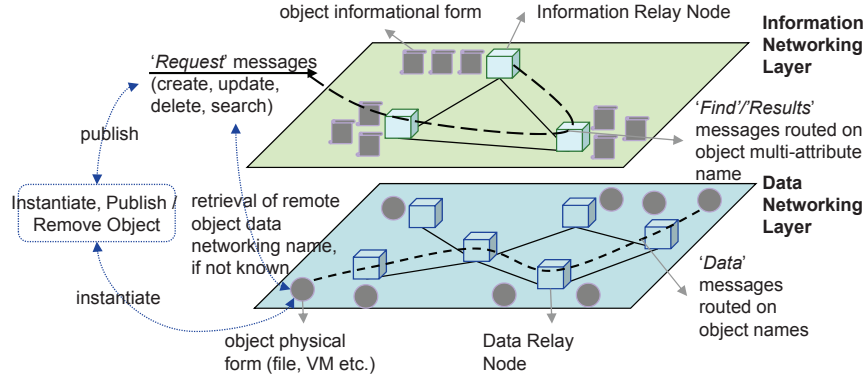 object informational form
Information Relay Node
Information
Networking
Layer
‘Request’ messages
(create, update,
delete, search)
‘Find’/’Results’
messages routed on
object multi-attribute
name
publish
Instantiate, Publish /
Remove Object
retrieval of remote
object data
networking name,
if not known
Data
Networking
Layer
instantiate
‘Data’
messages
routed on
object names
object physical
form (file, VM etc.)
Data Relay
Node